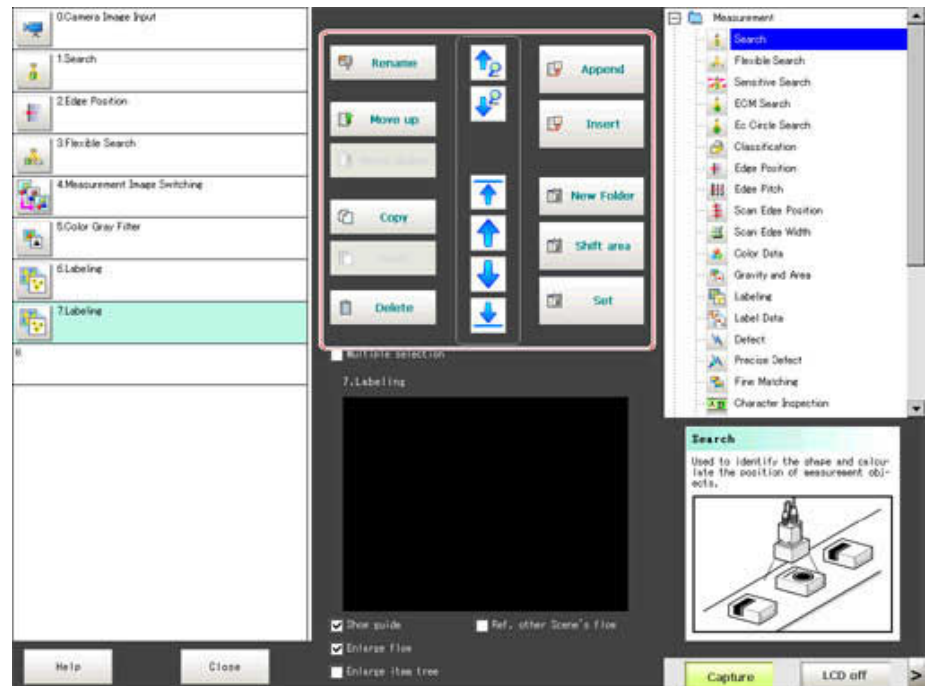 0.Camera Image Input
1.Search
2.Edge Position
3.Flexible Search
4.Measurement Image Switching
5.Color Gray Filter
6.Labeling
7.Labeling
8.
Rename
Move up
Copy
Delete
Append
Insert
New Folder
Shift area
Set
Multiple selection
7.Labeling
Show guide
Ref. other Scene's flow
Enlarge flow
Enlarge item tree
Help
Close
Measurement
Search
Flexible Search
Sensitive Search
ECM Search
Ec Circle Search
Classification
Edge Position
Edge Pitch
Scan Edge Position
Scan Edge Width
Color Data
Gravity and Area
Labeling
Label Data
Defect
Precise Defect
Fine Matching
Character Inspection
Search
Used to identify the shape and calcu-
late the position of measurement obj-
ects.
Capture
LCD off
>